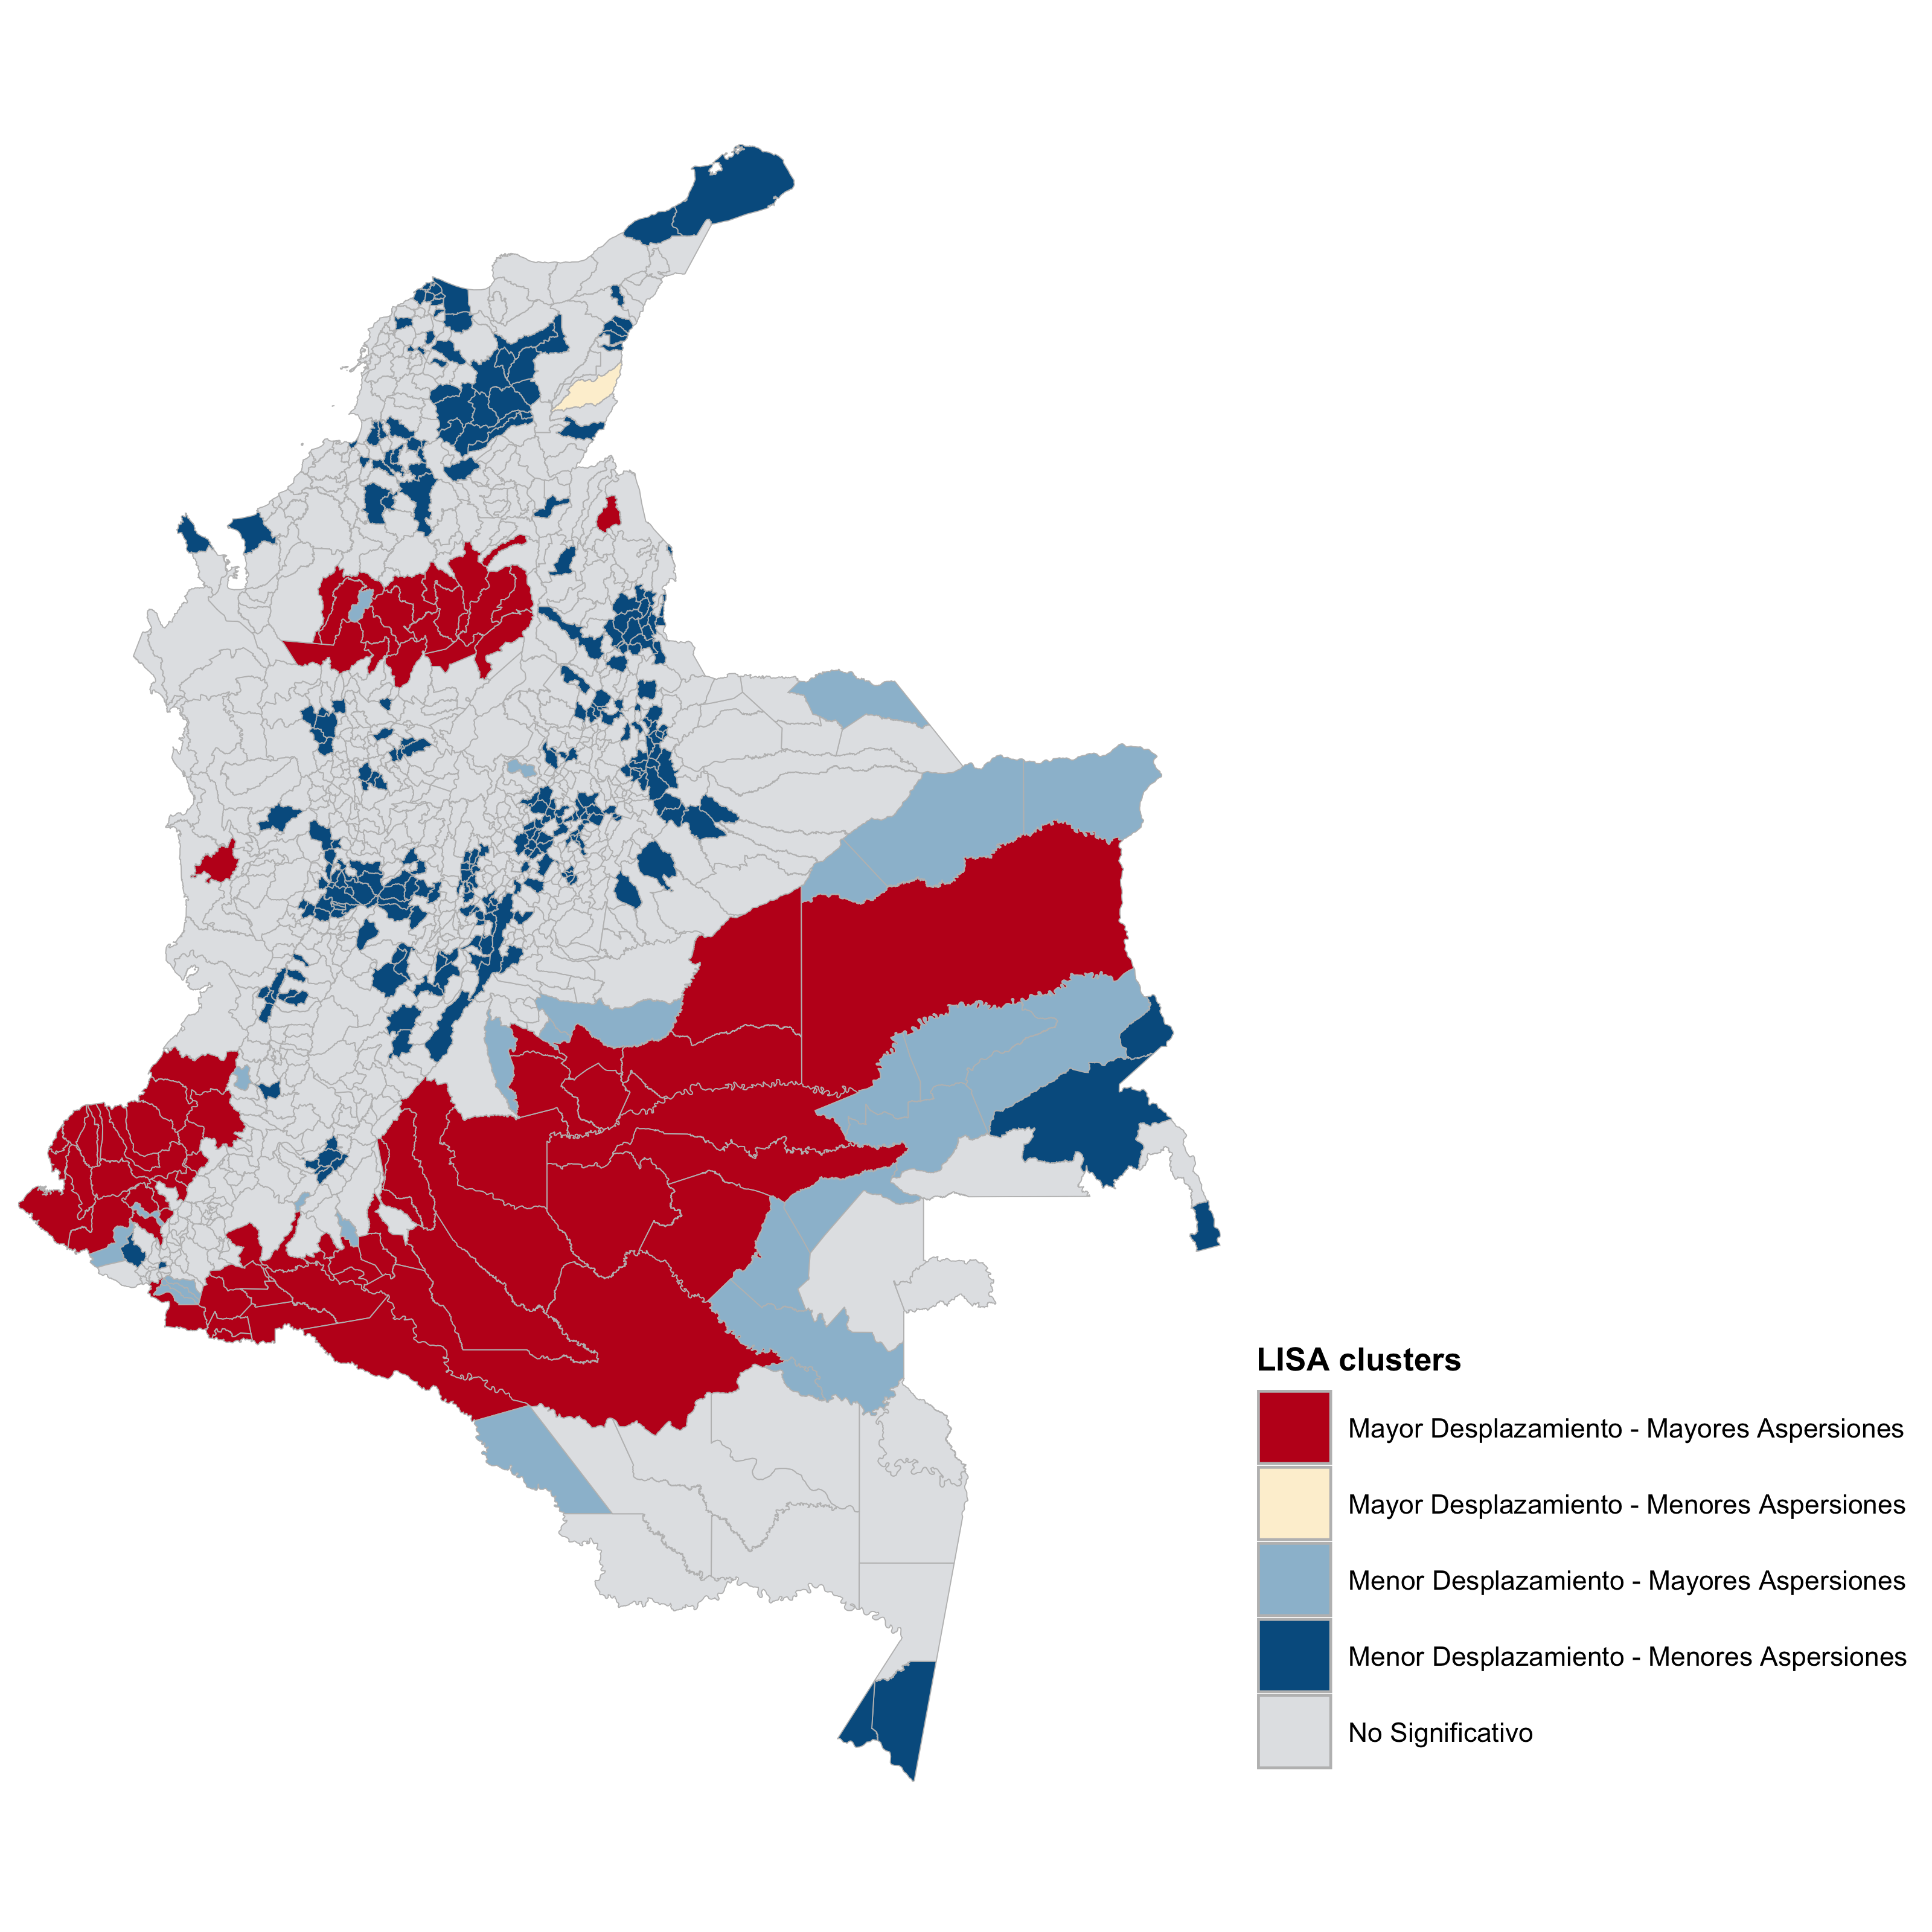 LISA clusters
Mayor Desplazamiento - Mayores Aspersiones
Mayor Desplazamiento - Menores Aspersiones
Menor Desplazamiento - Mayores Aspersiones
Menor Desplazamiento - Menores Aspersiones
No Significativo